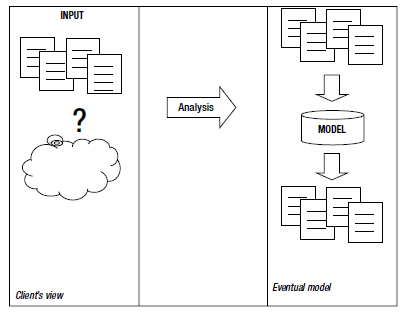 INPUT
?
Analysis
MODEL
Client's view
Eventual model